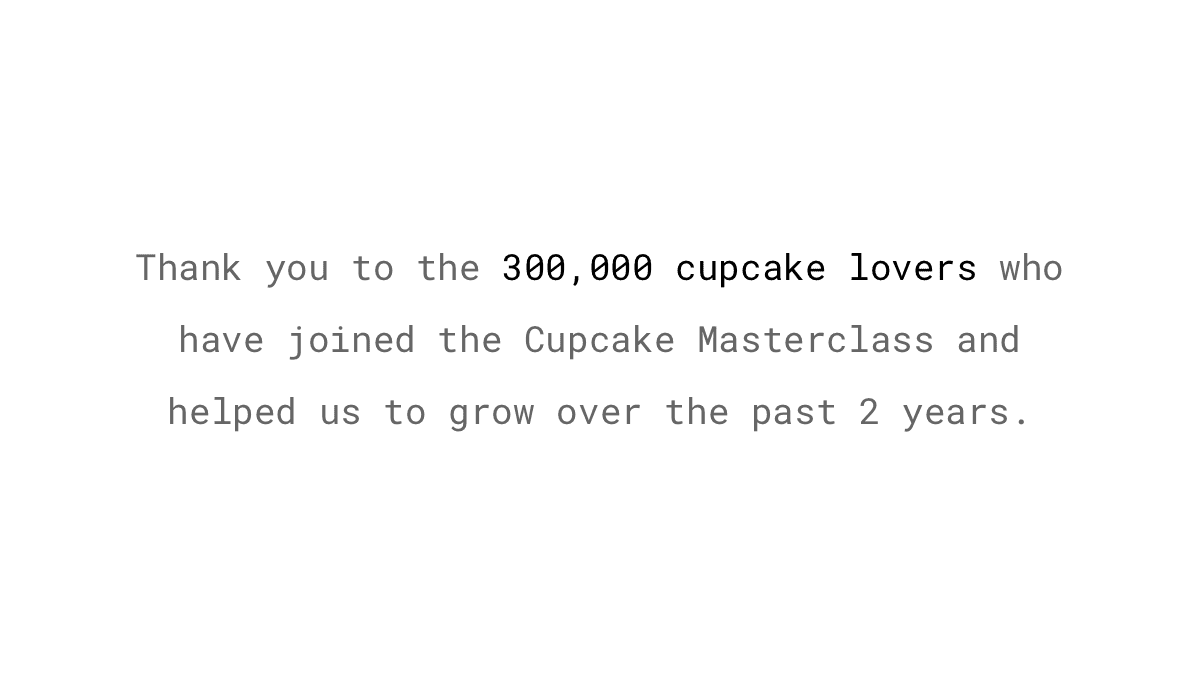 Thank you to the 300,000 cupcake lovers who
have joined the Cupcake Masterclass and
helped us to grow over the past 2 years.